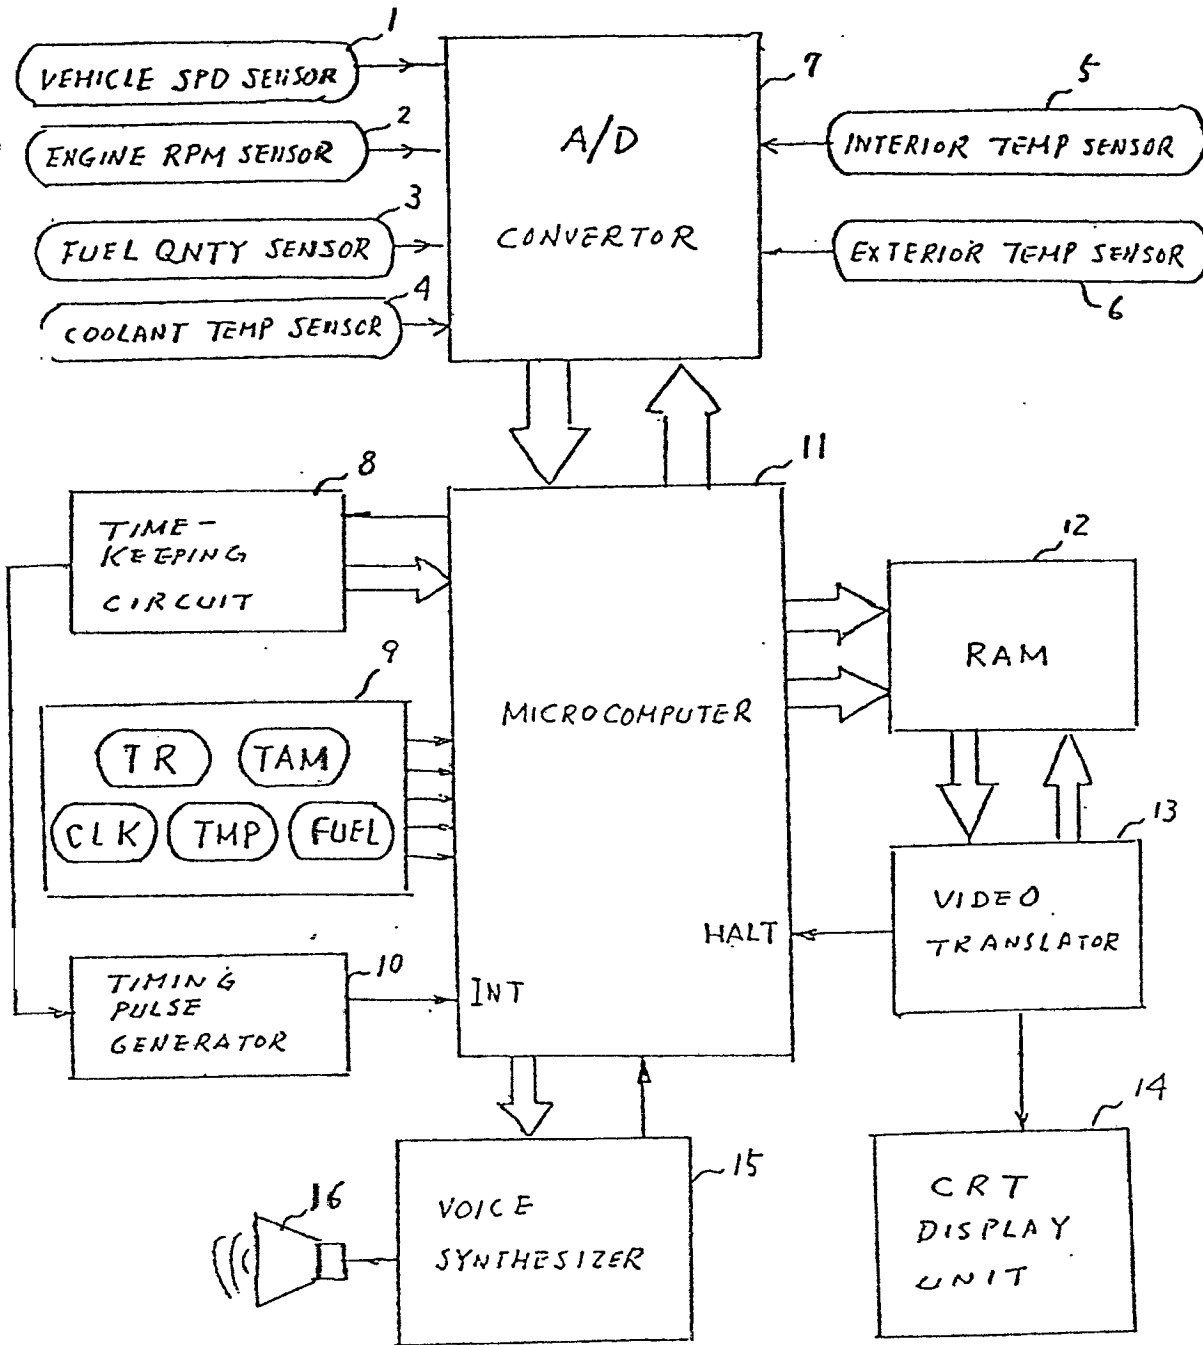 1
VEHICLE SPD SENSOR
2
ENGINE RPM SENSOR
3
FUEL QNTY SENSOR
4
COOLANT TEMP SENSOR
7
A/D
CONVERTOR
5
INTERIOR TEMP SENSOR
EXTERIOR TEMP SENSOR
6
8
TIME-
KEEPING
CIRCUIT
9
TR
TAM
CLK
TMP
FUEL
10
TIMING
PULSE
GENERATOR
11
MICROCOMPUTER
HALT
INT
12
RAM
13
VIDEO
TRANSLATOR
14
CRT
DISPLAY
UNIT
15
VOICE
SYNTHESIZER
16